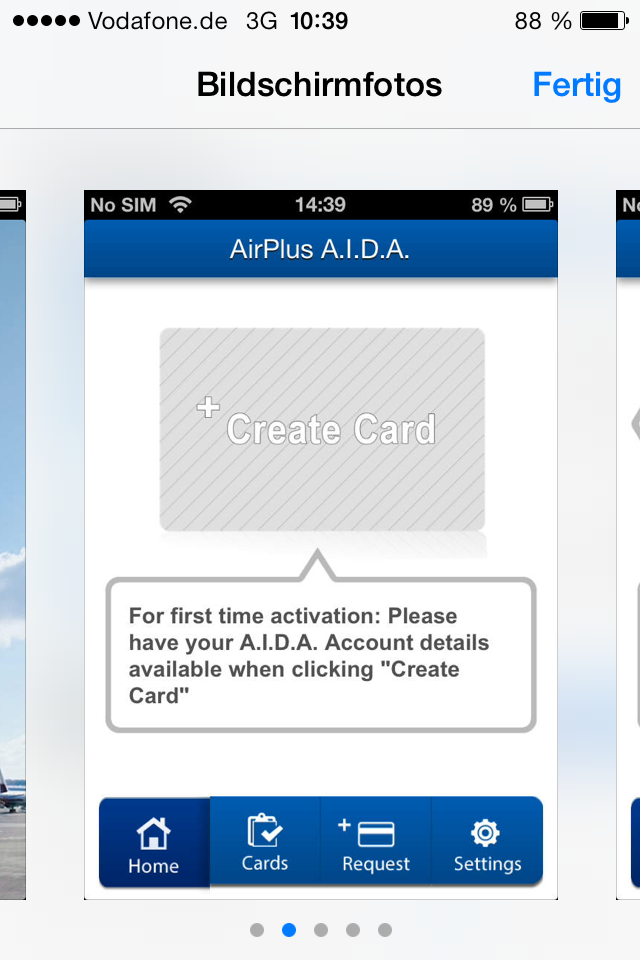 Vodafone.de 3G 10:39 88 %
Bildschirmfotos Fertig
No SIM 14:39 89 %
AirPlus A.I.D.A.
+ Create Card
For first time activation: Please
have your A.I.D.A. Account details
available when clicking "Create
Card"
Home Cards Request Settings